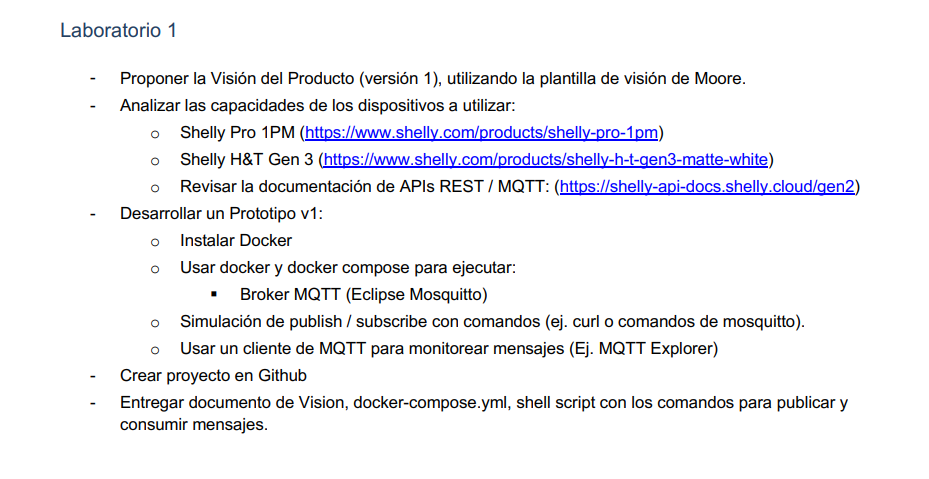 Laboratorio 1
- Proponer la Visión del Producto (versión 1), utilizando la plantilla de visión de Moore.
- Analizar las capacidades de los dispositivos a utilizar:
o Shelly Pro 1PM (https://www.shelly.com/products/shelly-pro-1pm)
o Shelly H&T Gen 3 (https://www.shelly.com/products/shelly-h-t-gen3-matte-white)
o Revisar la documentación de APIs REST / MQTT: (https://shelly-api-docs.shelly.cloud/gen2)
- Desarrollar un Prototipo v1:
o Instalar Docker
o Usar docker y docker compose para ejecutar:
▪ Broker MQTT (Eclipse Mosquitto)
o Simulación de publish / subscribe con comandos (ej. curl o comandos de mosquitto).
o Usar un cliente de MQTT para monitorear mensajes (Ej. MQTT Explorer)
- Crear proyecto en Github
- Entregar documento de Vision, docker-compose.yml, shell script con los comandos para publicar y
consumir mensajes.